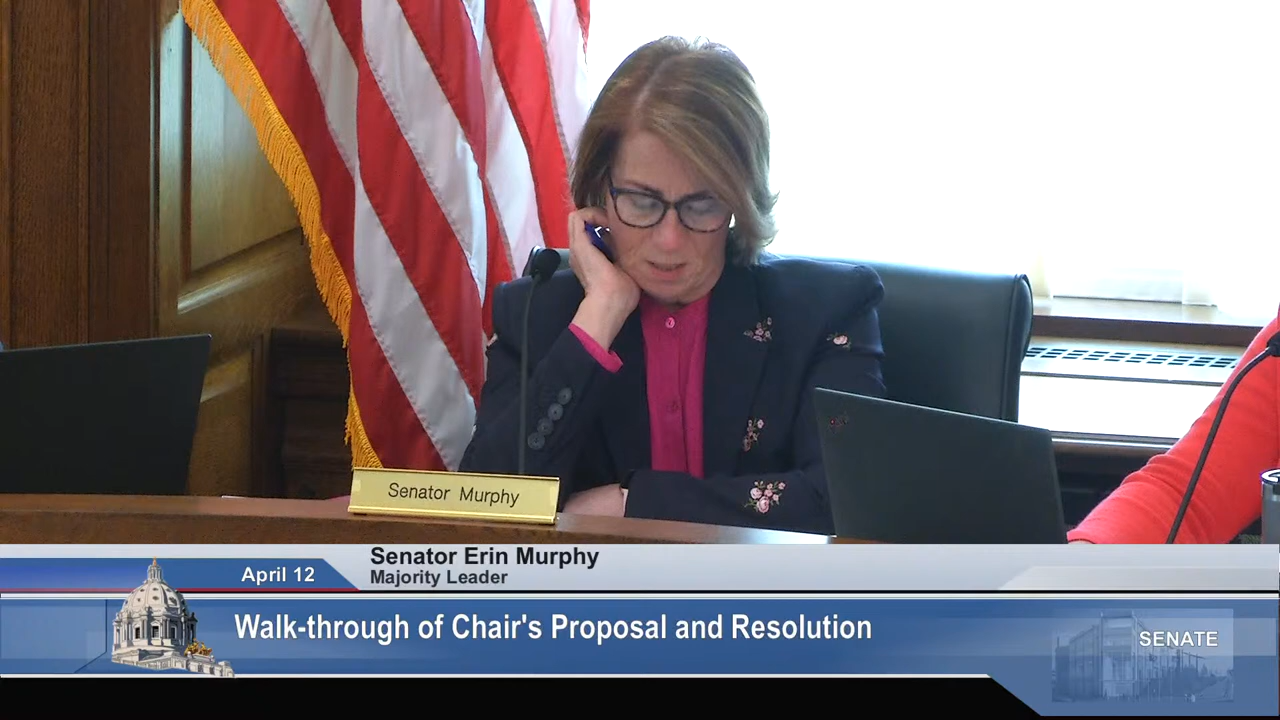 Senator Murphy
Senator Erin Murphy
April 12
Majority Leader
Walk-through of Chair's Proposal and Resolution
SENATE